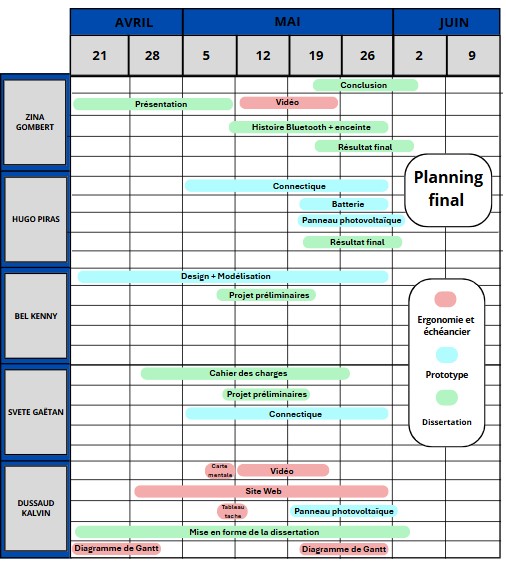 AVRIL MAI JUIN
21 28 5 12 19 26 2 9
ZINA
GOMBERT
Conclusion
Présentation Vidéo
Histoire Bluetooth + enceinte
Résultat final
Planning
final
HUGO PIRAS
Connectique
Batterie
Panneau photovoltaïque
Résultat final
BEL KENNY
Design + Modélisation
Projet préliminaires
Ergonomie et
échéancier
Prototype
Dissertation
SVETE GAËTAN
Cahier des charges
Projet préliminaires
Connectique
DUSSAUD
KALVIN
Carte
mentale
Vidéo
Site Web
Tableau
tache
Panneau photovoltaïque
Mise en forme de la dissertation
Diagramme de Gantt Diagramme de Gantt